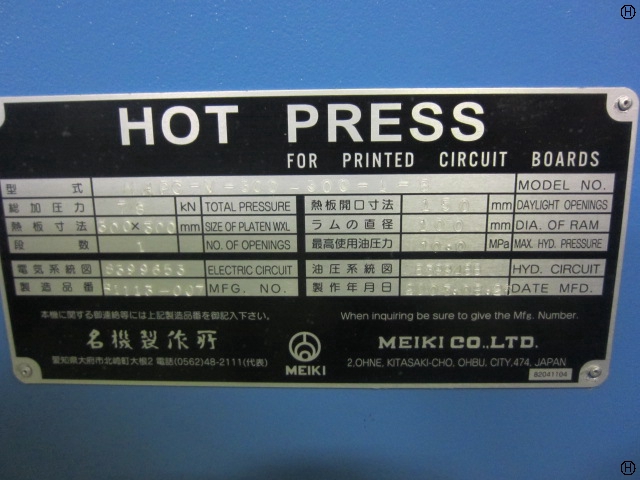 HOT PRESS
FOR PRINTED CIRCUIT BOARDS
型式 MODEL NO.
総加圧力 kN TOTAL PRESSURE 熱板開口寸法 mm DAYLIGHT OPENINGS
熱板寸法 500×500 mm SIZE OF PLATEN WXL ラムの直径 mm DIA. OF RAM
段数 1 NO. OF OPENINGS 最高使用油圧力 MPa MAX. HYD. PRESSURE
電気系統図 ELECTRIC CIRCUIT 油圧系統図 HYD. CIRCUIT
製造品番 MFG. NO. 製作年月日 DATE MFD.
本機に関する御連絡等には上記製造品番を御記入下さい。 When inquiring be sure to give the Mfg. Number.
名機製作所 MEIKI MEIKI CO.,LTD.
愛知県大府市北崎町大根2 電話(0562)48-2111(代表) 2.OHNE, KITASAKI-CHO, OHBU, CITY,474, JAPAN
82041104